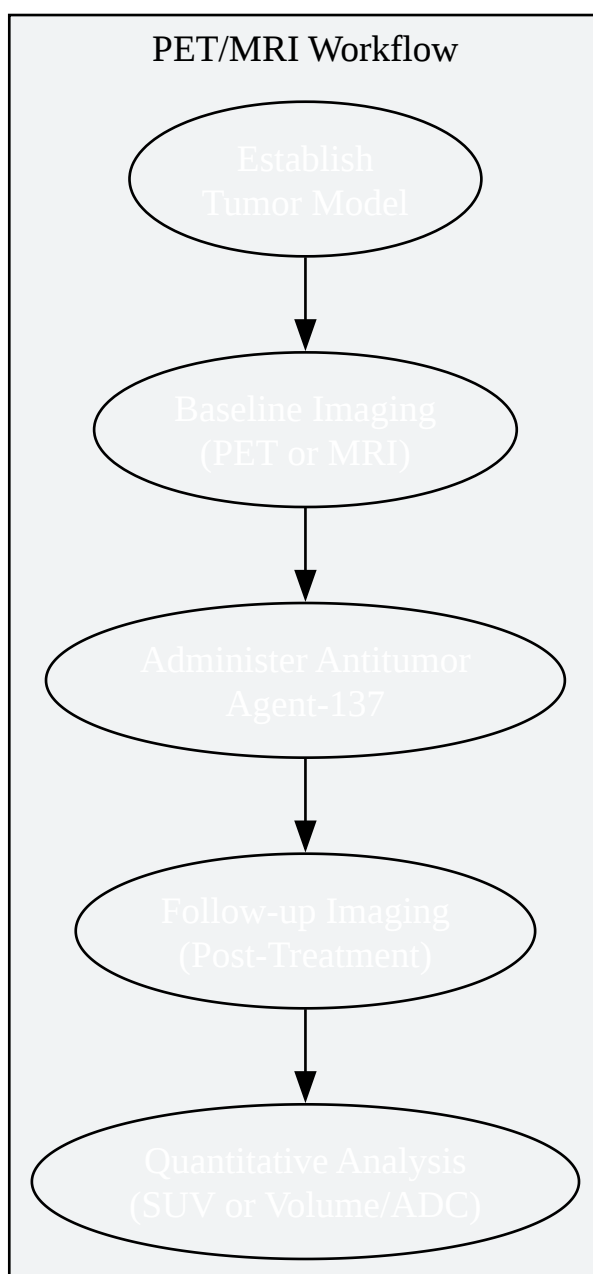 PET/MRI Workflow
Establish
Tumor Model
Baseline Imaging
(PET or MRI)
Administer Antitumor
Agent-137
Follow-up Imaging
(Post-Treatment)
Quantitative Analysis
(SUV or Volume/ADC)